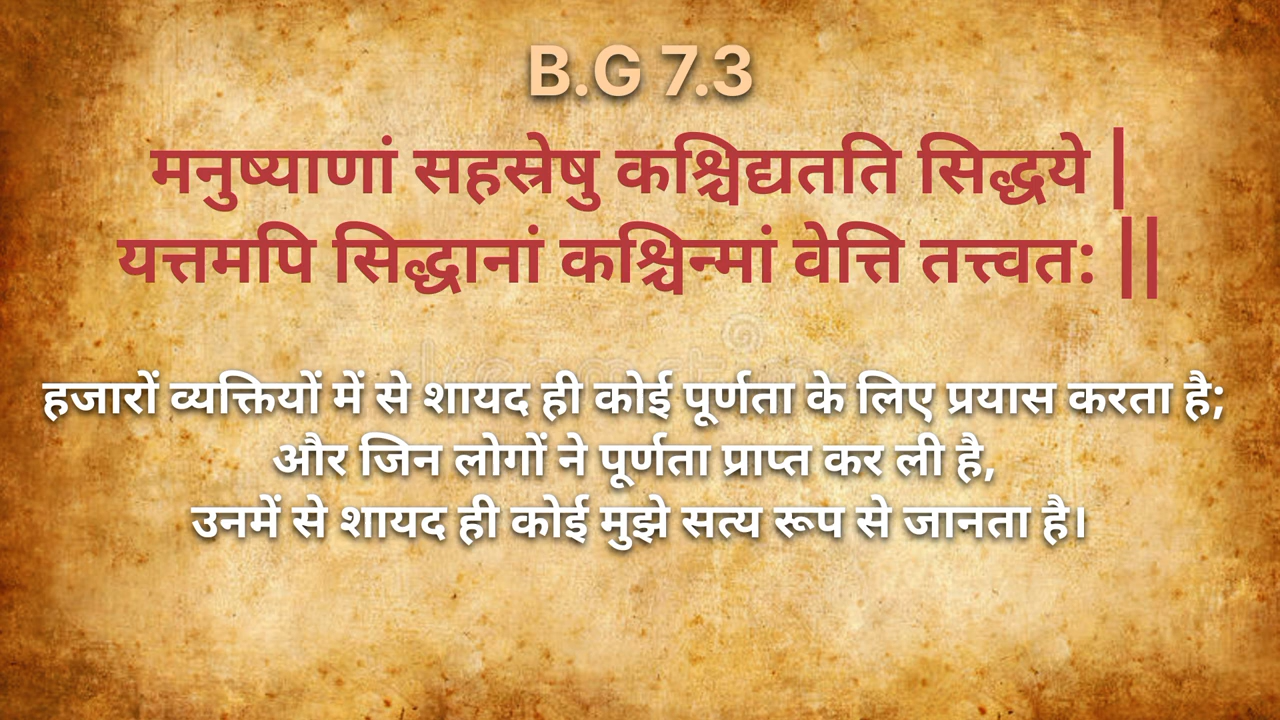 B.G 7.3
मनुष्याणां सहस्रेषु कश्चिद्यतति सिद्धये |
यत्तमपि सिद्धानां कश्चिन्मां वेत्ति तत्त्वत: ||
हजारों व्यक्तियों में से शायद ही कोई पूर्णता के लिए प्रयास करता है;
और जिन लोगों ने पूर्णता प्राप्त कर ली है,
उनमें से शायद ही कोई मुझे सत्य रूप से जानता है।